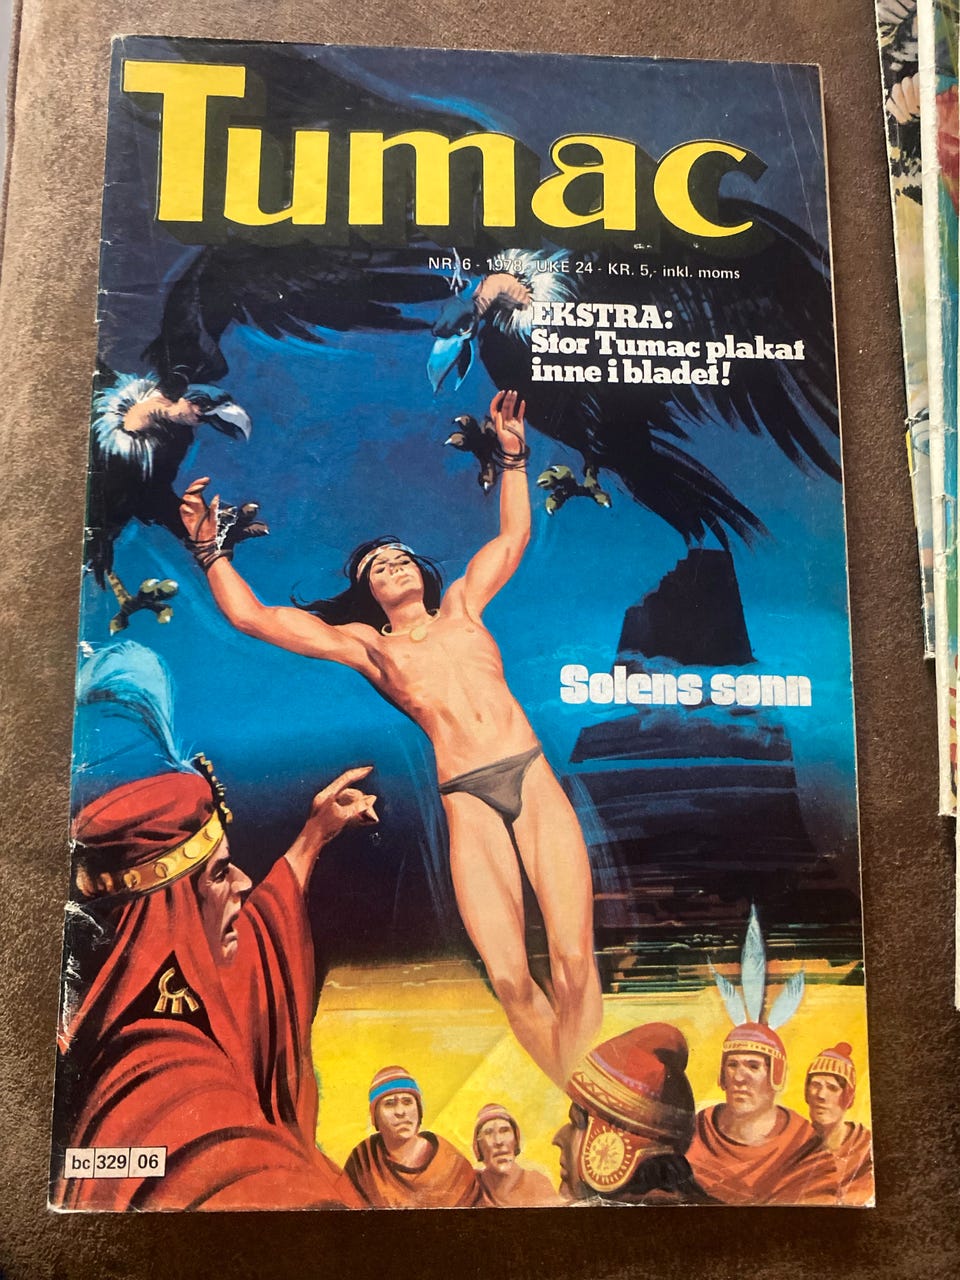 Tumac
NR. 6 - 1978 - UKE 24 - KR. 5,- inkl. moms
EKSTRA:
Stor Tumac plakat
inne i bladet!
Solens sønn
bc 329 06